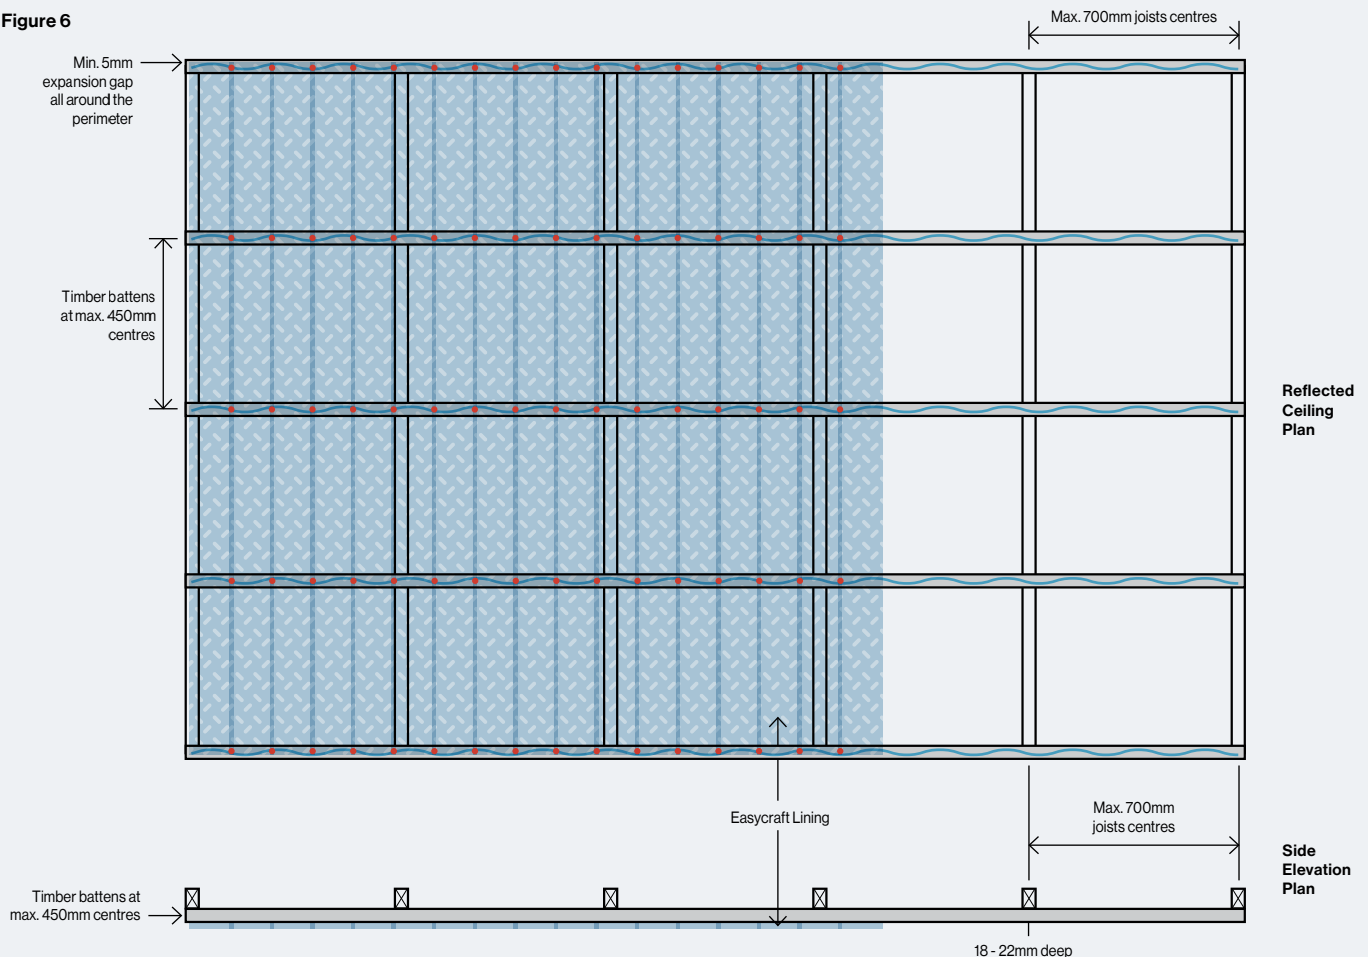 Figure 6
Max. 700mm joists centres
Min. 5mm
expansion gap
all around the
perimeter
Timber battens
at max. 450mm
centres
Reflected
Ceiling
Plan
Easycraft Lining
Max. 700mm
joists centres
Side
Elevation
Plan
Timber battens at
max. 450mm centres
18 - 22mm deep